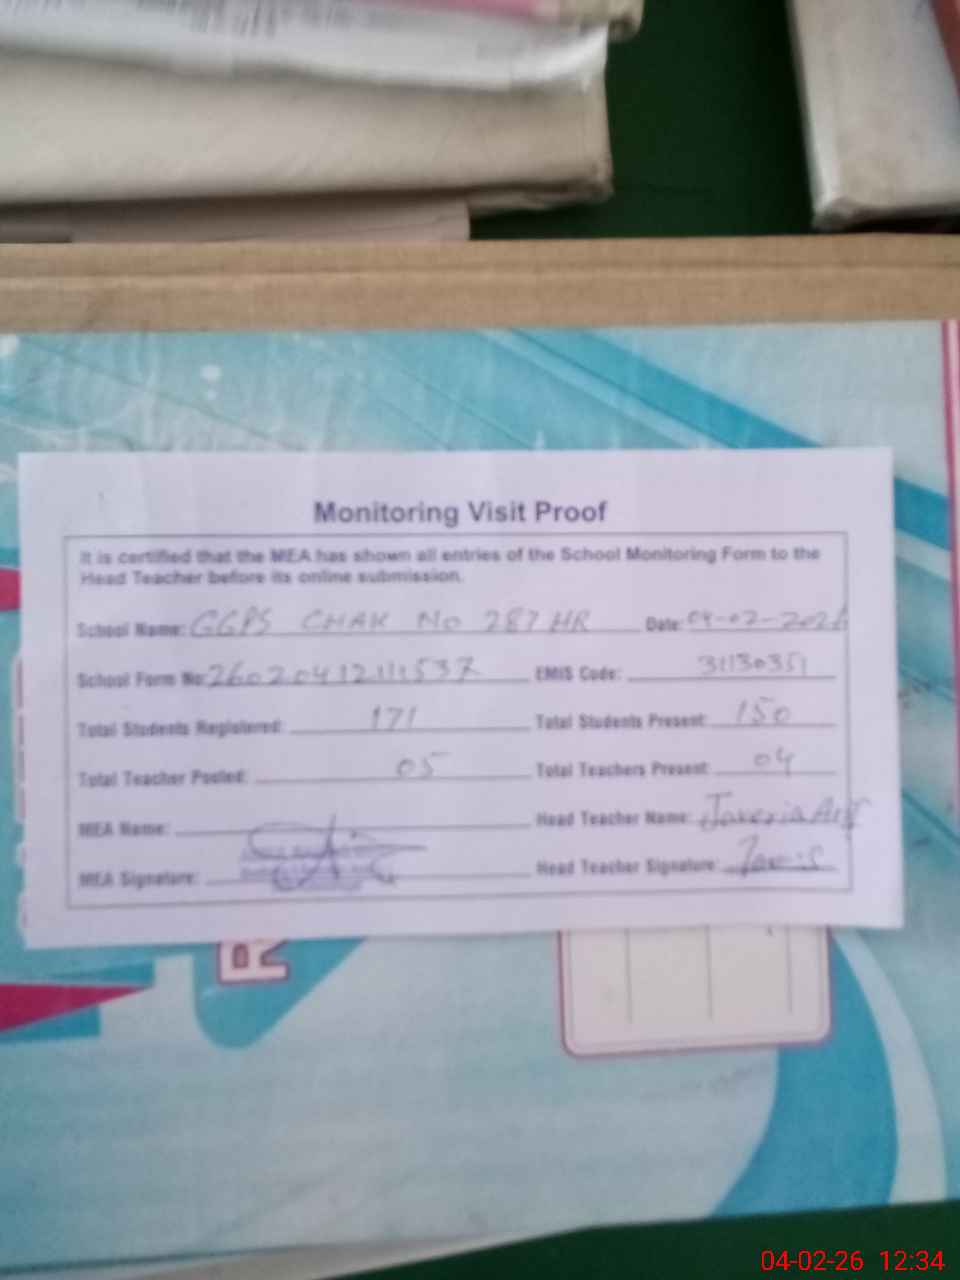 Monitoring Visit Proof
It is certified that the MEA has shown all entries of the School Monitoring Form to the
Head Teacher before its online submission.
School Name: GGPS CHAK No 287 HR Date: 04-02-2026
School Form No: 26020412111537 EMIS Code: 31130351
Total Students Registered: 171 Total Students Present: 150
Total Teacher Posted: 05 Total Teachers Present: 04
MEA Name: Head Teacher Name: Javeria Arif
MEA Signature: Head Teacher Signature:
R
04-02-26 12:34